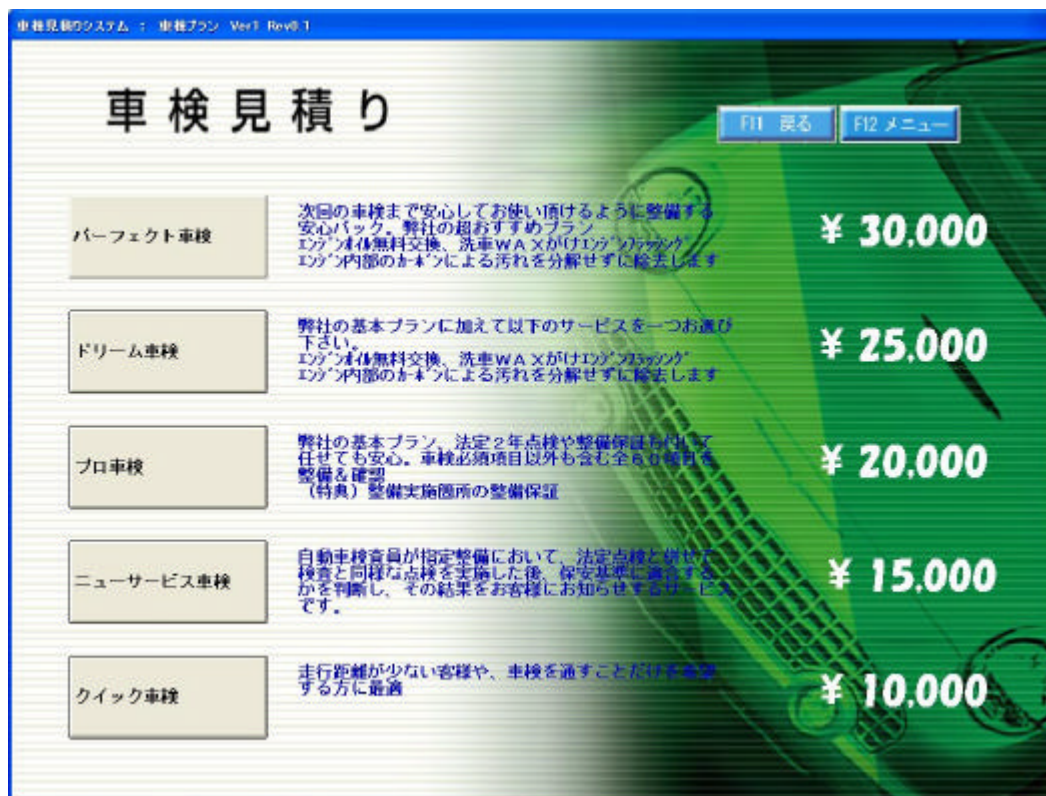 車検見積りシステム : 車検プラン Ver1 Rev0.1
車検見積り
F11 戻る
F12 メニュー
パーフェクト車検
次回の車検まで安心してお使い頂けるように整備する
安心パック。弊社の超おすすめプラン
ｴﾝｼﾞﾝｵｲﾙ無料交換、洗車ＷＡＸがけｴﾝｼﾞﾝﾌﾗｯｼﾝｸﾞ
ｴﾝｼﾞﾝ内部のｶｰﾎﾞﾝによる汚れを分解せずに除去します
¥ 30,000
ドリーム車検
弊社の基本プランに加えて以下のサービスを一つお選び
下さい。
ｴﾝｼﾞﾝｵｲﾙ無料交換、洗車ＷＡＸがけｴﾝｼﾞﾝﾌﾗｯｼﾝｸﾞ
ｴﾝｼﾞﾝ内部のｶｰﾎﾞﾝによる汚れを分解せずに除去します
¥ 25,000
プロ車検
弊社の基本プラン、法定２年点検や整備保証も付いて
任せても安心。車検必須項目以外も含む全６０項目を
整備＆確認
（特典）整備実施箇所の整備保証
¥ 20,000
ニューサービス車検
自動車検査員が指定整備において、法定点検と併せて
検査と同様な点検を実施した後、保安基準に適合する
かを判断し、その結果をお客様にお知らせするサービス
です。
¥ 15,000
クイック車検
走行距離が少ない客様や、車検を通すことだけを希望
する方に最適
¥ 10,000